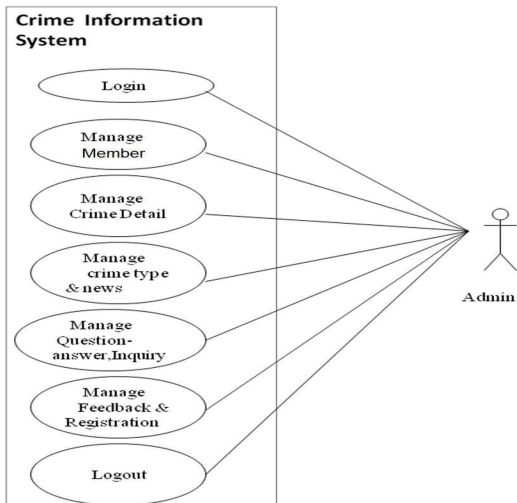 Crime Information
System
Login
Manage
Member
Manage
Crime Detail
Manage
crime type
& news
Manage
Question-
answer,Inquiry
Manage
Feedback &
Registration
Logout
Admin